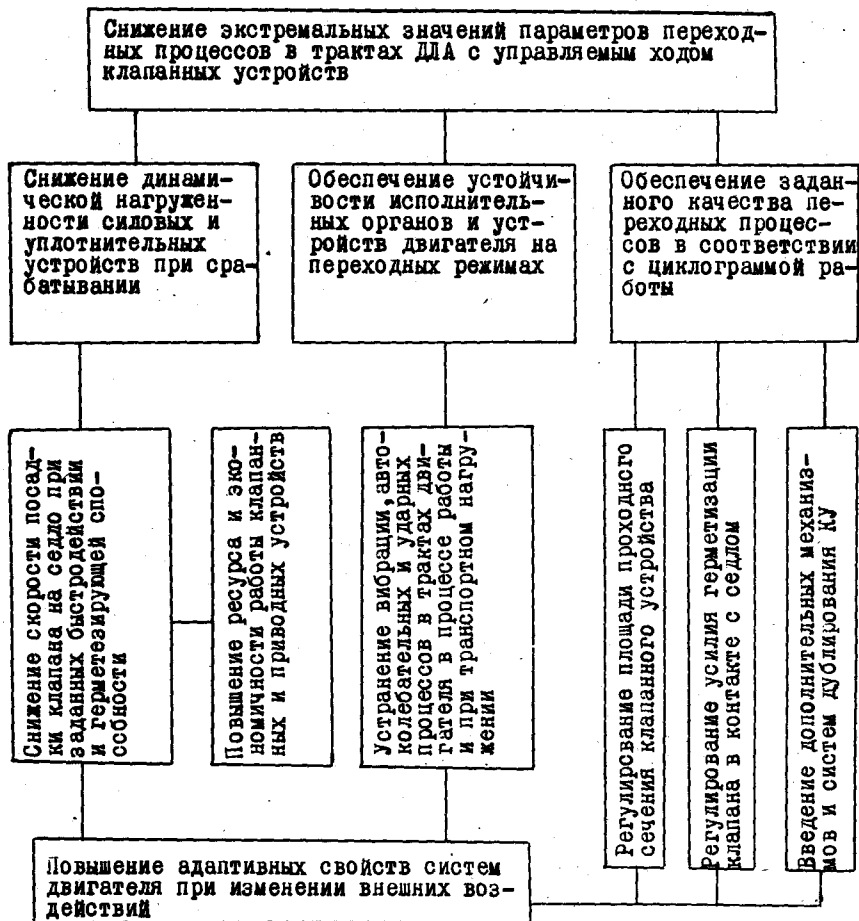 Снижение экстремальных значений параметров переход-
ных процессов в трактах ДЛА с управляемым ходом
клапанных устройств
Снижение динами-
ческой нагружен-
ности силовых и
уплотнительных
устройств при сра-
батывании
Обеспечение устойчи-
вости исполнитель-
ных органов и уст-
ройств двигателя на
переходных режимах
Обеспечение задан-
ного качества пе-
реходных процес-
сов в соответствии
с циклограммой ра-
боты
Снижение скорости посад-
ки клапана на седло при
заданных быстродействии
и герметезирующей спо-
собности
Повышение ресурса и эко-
номичности работы клапан-
ных и приводных устройств
Устранение вибрации, авто-
колебательных и ударных
процессов в трактах дви-
гателя в процессе работы
и при транспортном нагру-
жении
Регулирование площади проходного
сечения клапанного устройства
Регулирование усилия герметизации
клапана в контакте с седлом
Введение дополнительных механиз-
мов и систем дублирования КУ
Повышение адаптивных свойств систем
двигателя при изменении внешних воз-
действий